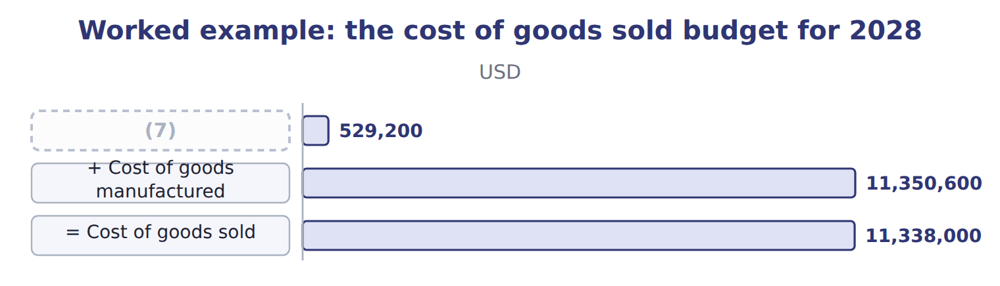 Worked example: the cost of goods sold budget for 2028
USD
(7)
529,200
+ Cost of goods
manufactured
11,350,600
= Cost of goods sold
11,338,000